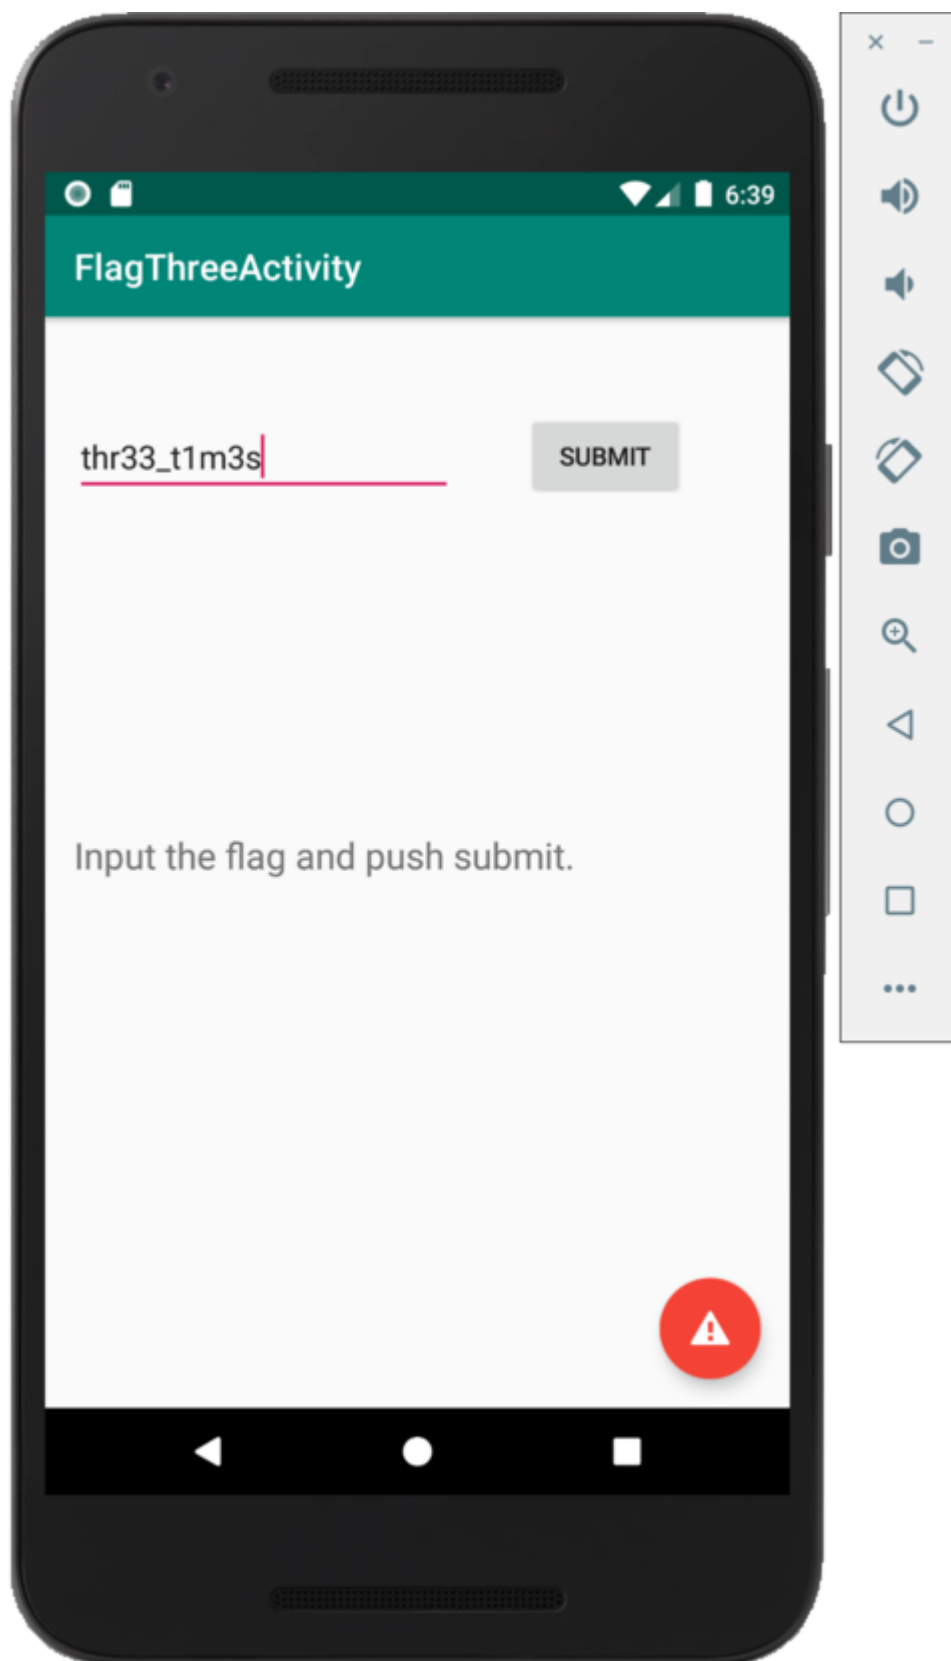 6:39
FlagThreeActivity
thr33_t1m3s
SUBMIT
Input the flag and push submit.